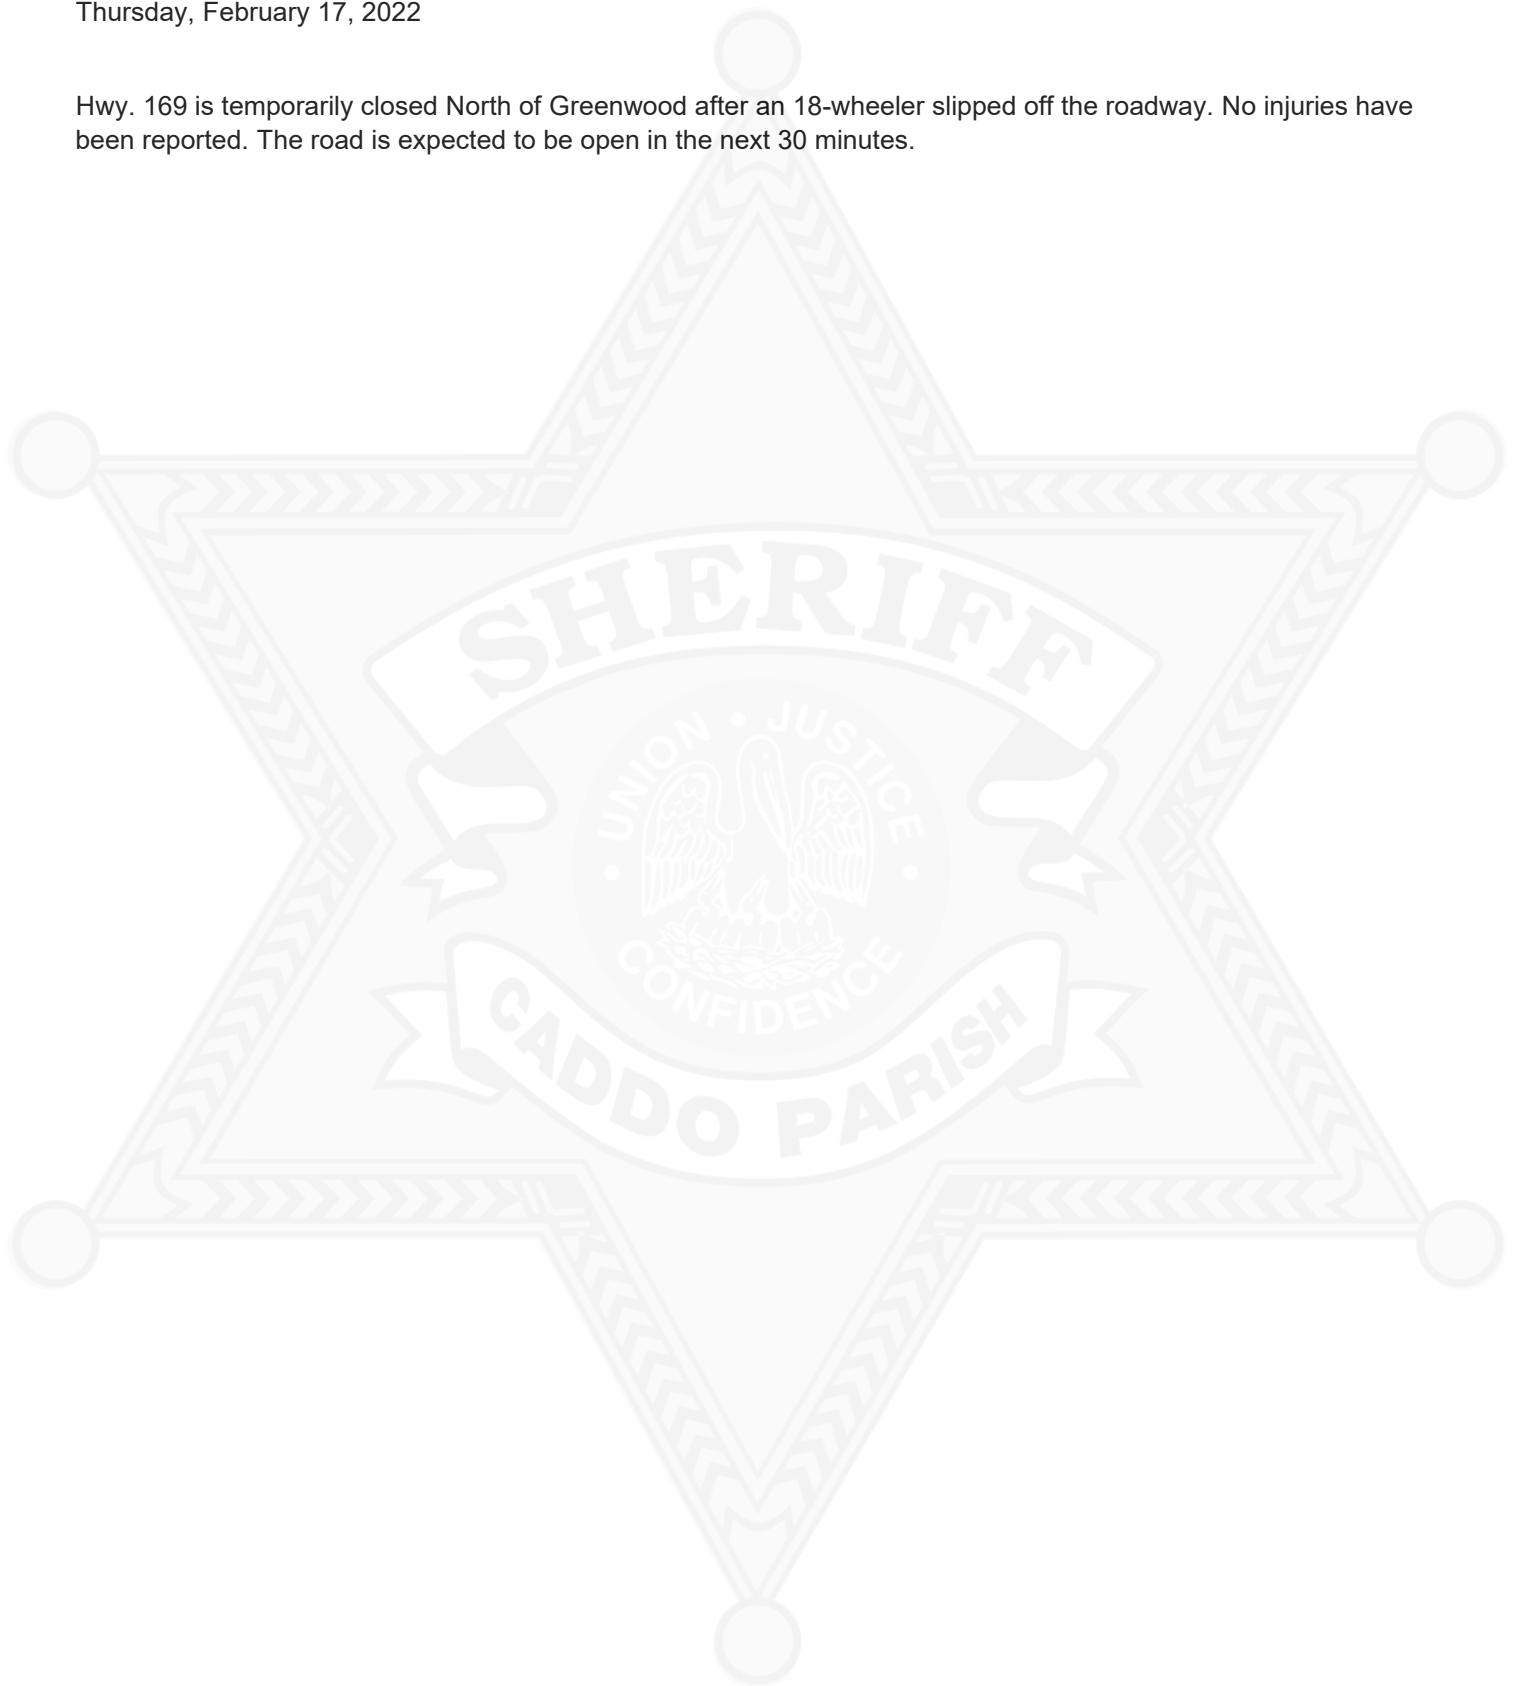 Thursday, February 17, 2022
Hwy. 169 is temporarily closed North of Greenwood after an 18-wheeler slipped off the roadway. No injuries have
been reported. The road is expected to be open in the next 30 minutes.
SHERIFF
UNION • JUSTICE •
CONFIDENCE •
CADDO PARISH